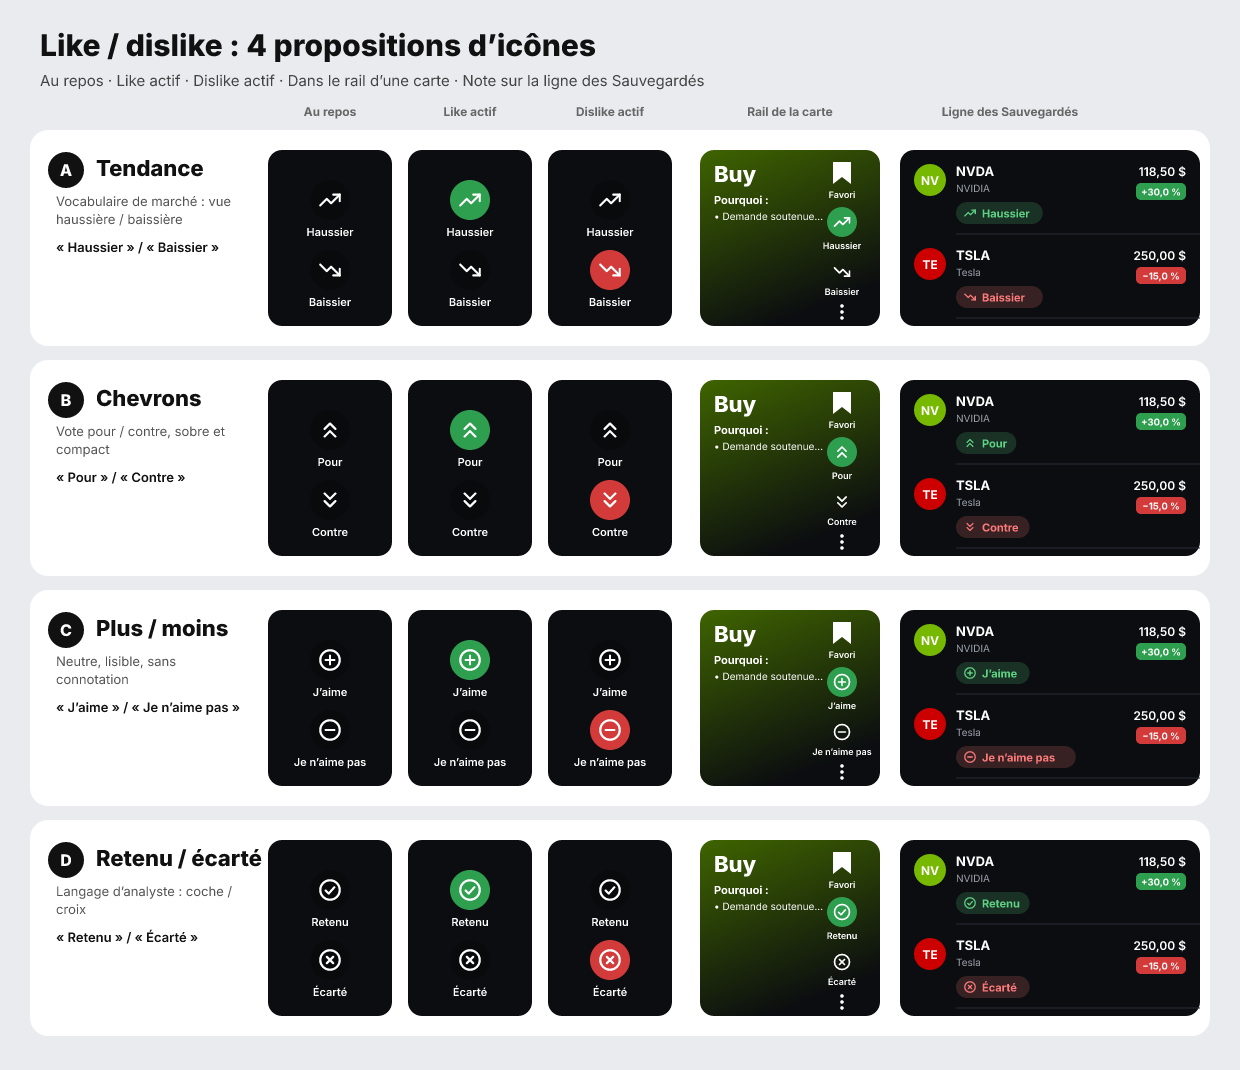 Like / dislike : 4 propositions d’icônes
Au repos · Like actif · Dislike actif · Dans le rail d’une carte · Note sur la ligne des Sauvegardés
Au repos
Like actif
Dislike actif
Rail de la carte
Ligne des Sauvegardés
A
Tendance
Vocabulaire de marché : vue
haussière / baissière
« Haussier » / « Baissier »
Haussier
Baissier
Haussier
Baissier
Haussier
Baissier
Buy
Pourquoi :
• Demande soutenue...
Favori
Haussier
Baissier
NV
NVDA
NVIDIA
118,50 $
+30,0 %
Haussier
TE
TSLA
Tesla
250,00 $
−15,0 %
Baissier
B
Chevrons
Vote pour / contre, sobre et
compact
« Pour » / « Contre »
Pour
Contre
Pour
Contre
Pour
Contre
Buy
Pourquoi :
• Demande soutenue...
Favori
Pour
Contre
NV
NVDA
NVIDIA
118,50 $
+30,0 %
Pour
TE
TSLA
Tesla
250,00 $
−15,0 %
Contre
C
Plus / moins
Neutre, lisible, sans
connotation
« J’aime » / « Je n’aime pas »
J’aime
Je n’aime pas
J’aime
Je n’aime pas
J’aime
Je n’aime pas
Buy
Pourquoi :
• Demande soutenue...
Favori
J’aime
Je n’aime pas
NV
NVDA
NVIDIA
118,50 $
+30,0 %
J’aime
TE
TSLA
Tesla
250,00 $
−15,0 %
Je n’aime pas
D
Retenu / écarté
Langage d’analyste : coche /
croix
« Retenu » / « Écarté »
Retenu
Écarté
Retenu
Écarté
Retenu
Écarté
Buy
Pourquoi :
• Demande soutenue...
Favori
Retenu
Écarté
NV
NVDA
NVIDIA
118,50 $
+30,0 %
Retenu
TE
TSLA
Tesla
250,00 $
−15,0 %
Écarté